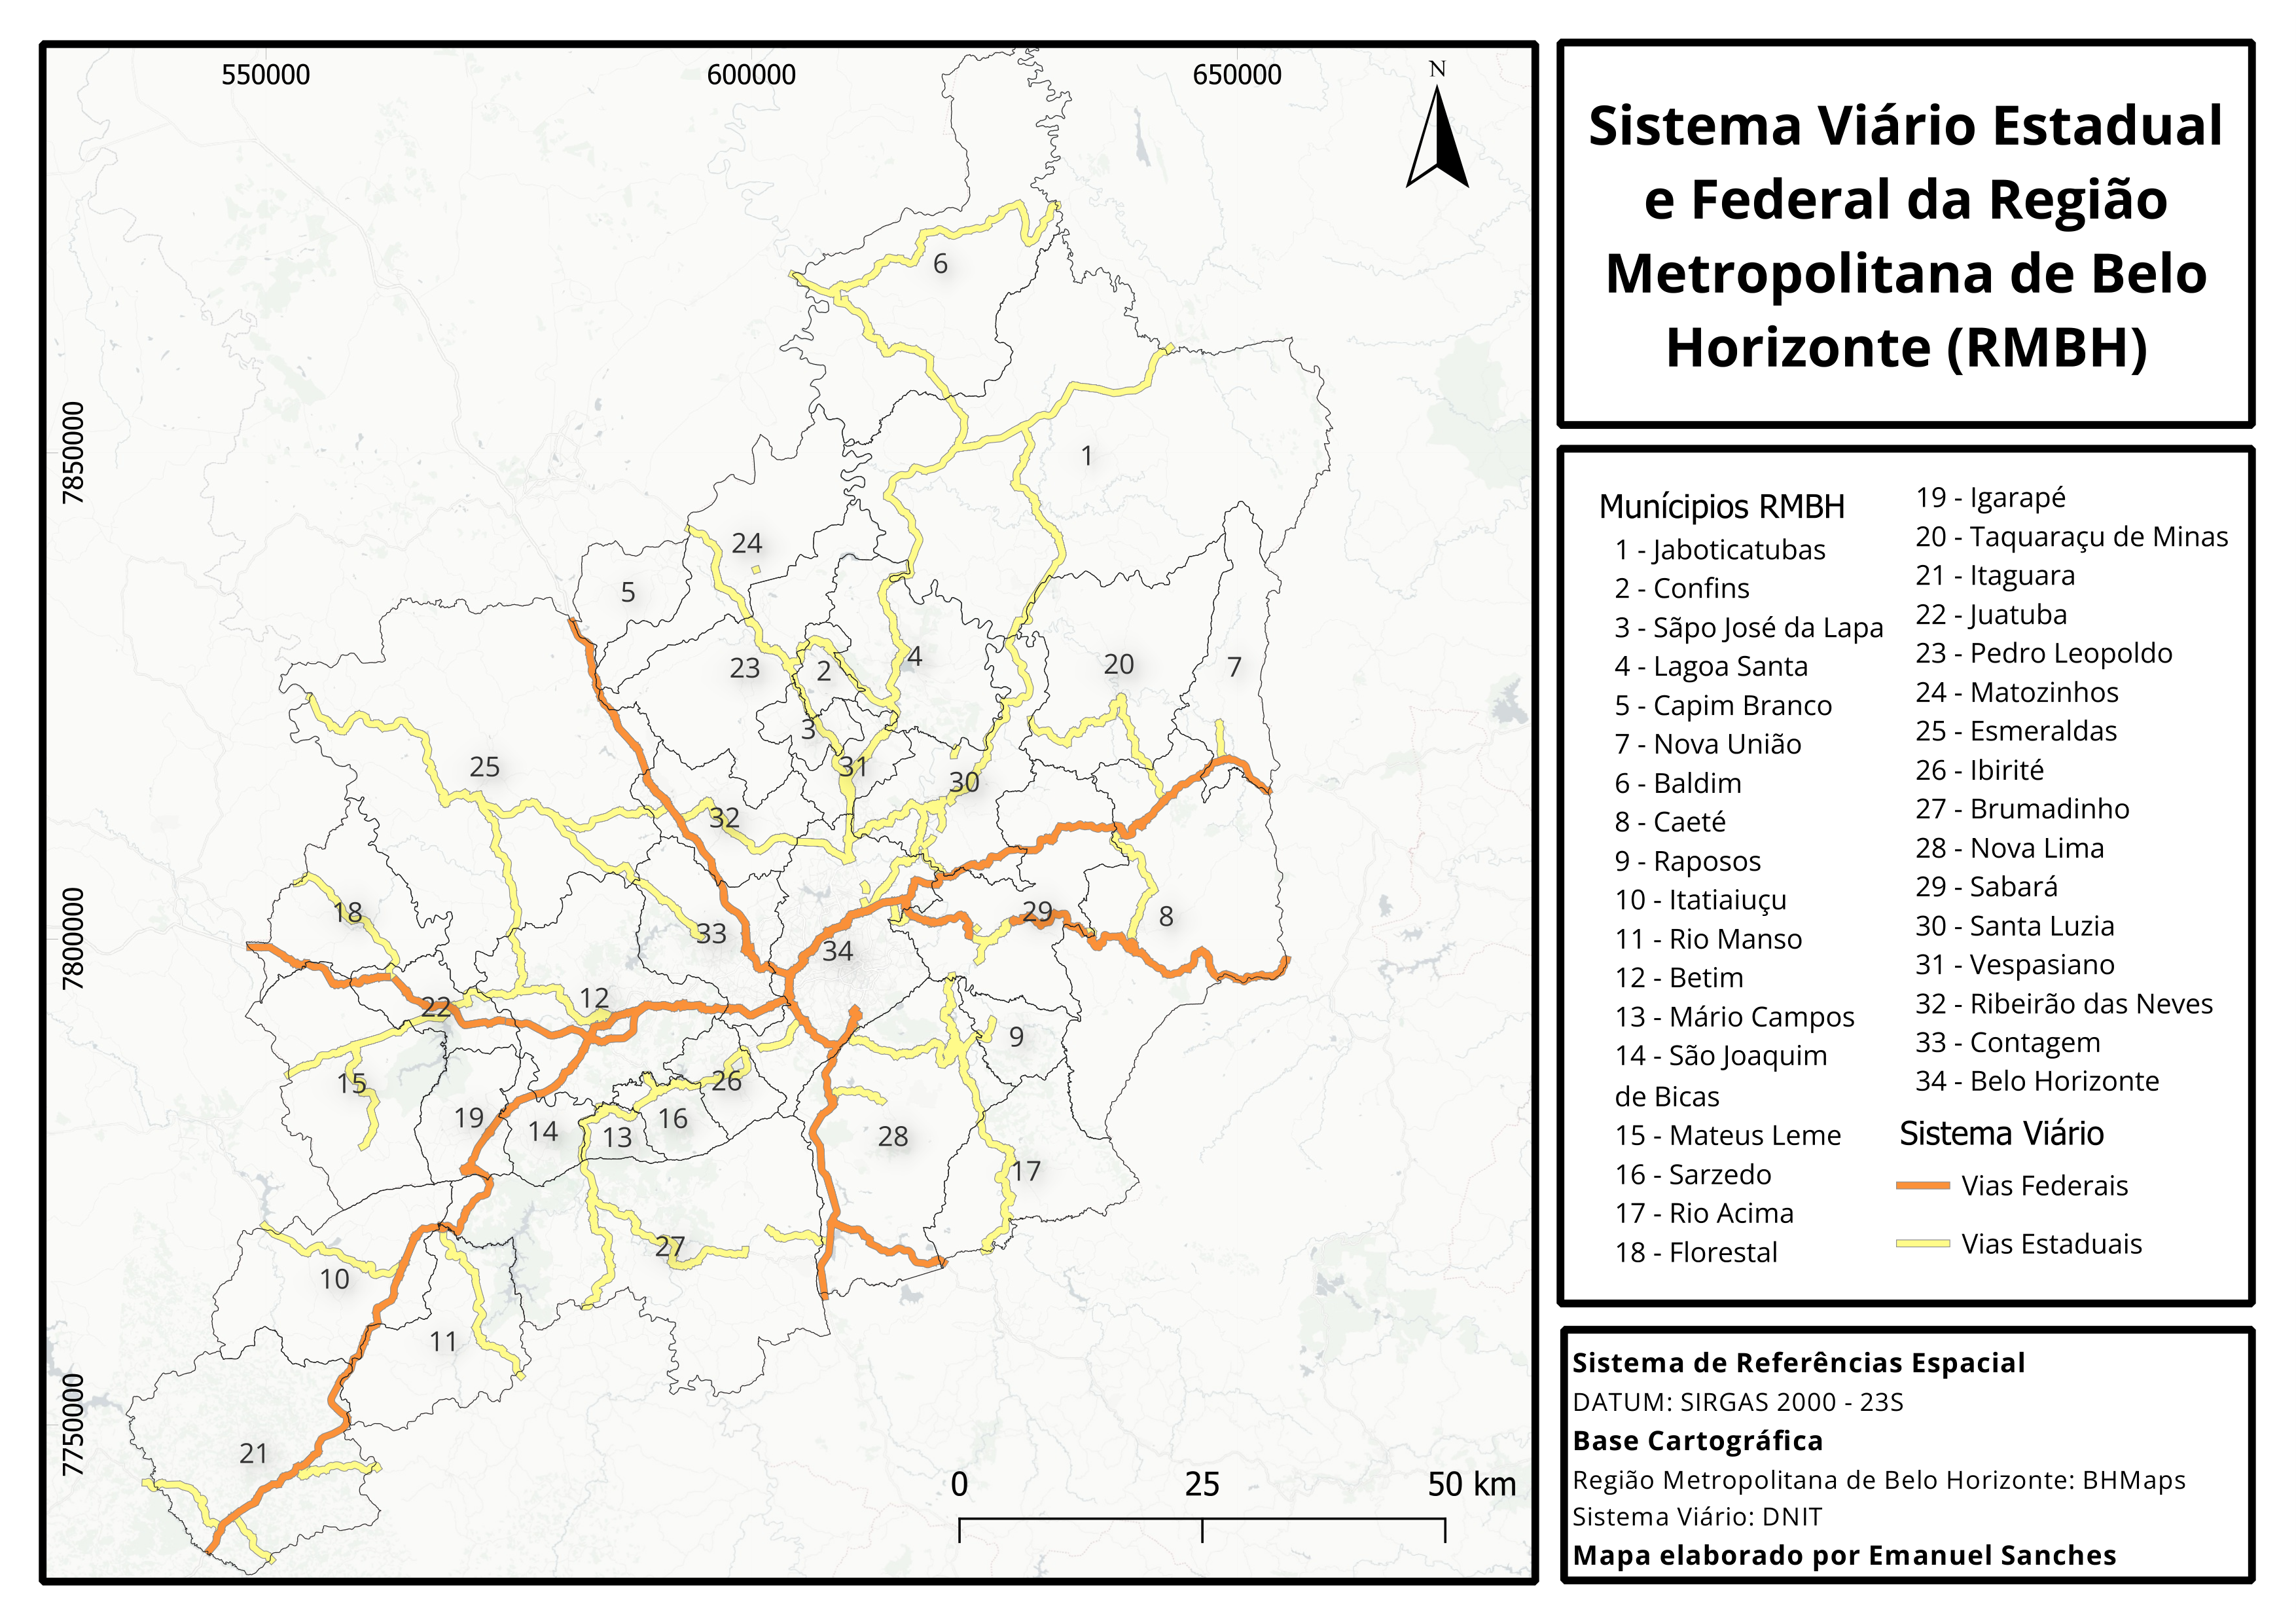 550000
600000
650000
N
7850000
7800000
7750000
6
1
24
5
4
20
7
23
2
3
31
25
30
32
18
29
8
33
34
22
12
9
15
26
19
16
14
13
28
17
27
10
11
21
0
25
50 km
Sistema Viário Estadual
e Federal da Região
Metropolitana de Belo
Horizonte (RMBH)
Munícipios RMBH
1 - Jaboticatubas
2 - Confins
3 - Sãpo José da Lapa
4 - Lagoa Santa
5 - Capim Branco
7 - Nova União
6 - Baldim
8 - Caeté
9 - Raposos
10 - Itatiaiuçu
11 - Rio Manso
12 - Betim
13 - Mário Campos
14 - São Joaquim
de Bicas
15 - Mateus Leme
16 - Sarzedo
17 - Rio Acima
18 - Florestal
19 - Igarapé
20 - Taquaraçu de Minas
21 - Itaguara
22 - Juatuba
23 - Pedro Leopoldo
24 - Matozinhos
25 - Esmeraldas
26 - Ibirité
27 - Brumadinho
28 - Nova Lima
29 - Sabará
30 - Santa Luzia
31 - Vespasiano
32 - Ribeirão das Neves
33 - Contagem
34 - Belo Horizonte
Sistema Viário
Vias Federais
Vias Estaduais
Sistema de Referências Espacial
DATUM: SIRGAS 2000 - 23S
Base Cartográfica
Região Metropolitana de Belo Horizonte: BHMaps
Sistema Viário: DNIT
Mapa elaborado por Emanuel Sanches